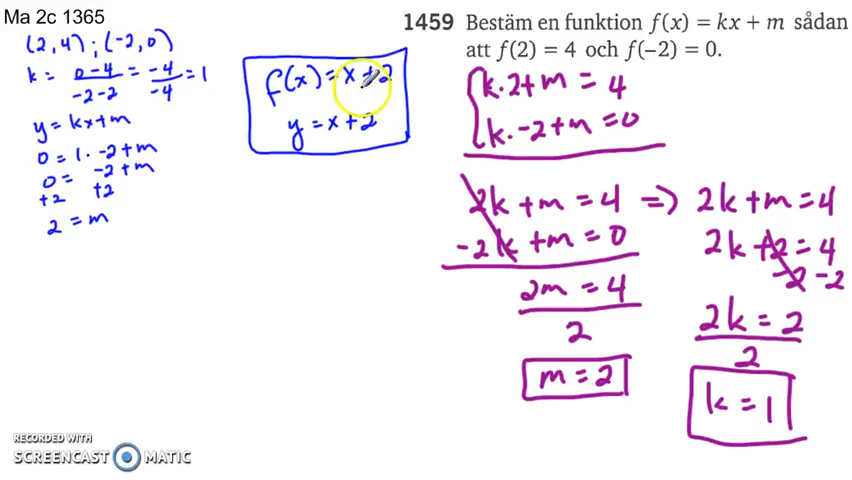 Ma 2c 1365
(2, 4) ; (-2, 0)
k = 0-4 / -2-2 = -4 / -4 = 1
y = kx+m
0 = 1 · -2 + m
0 = -2 + m
+2 +2
2 = m
f(x) = x + 2
y = x + 2
1459 Bestäm en funktion f(x) = kx + m sådan
att f(2) = 4 och f(−2) = 0.
k · 2 + m = 4
k · -2 + m = 0
2k + m = 4 => 2k + m = 4
-2k + m = 0
2k + 2 = 4
-2 -2
2m = 4
2
2k = 2
2
m = 2
k = 1
RECORDED WITH
SCREENCAST MATIC